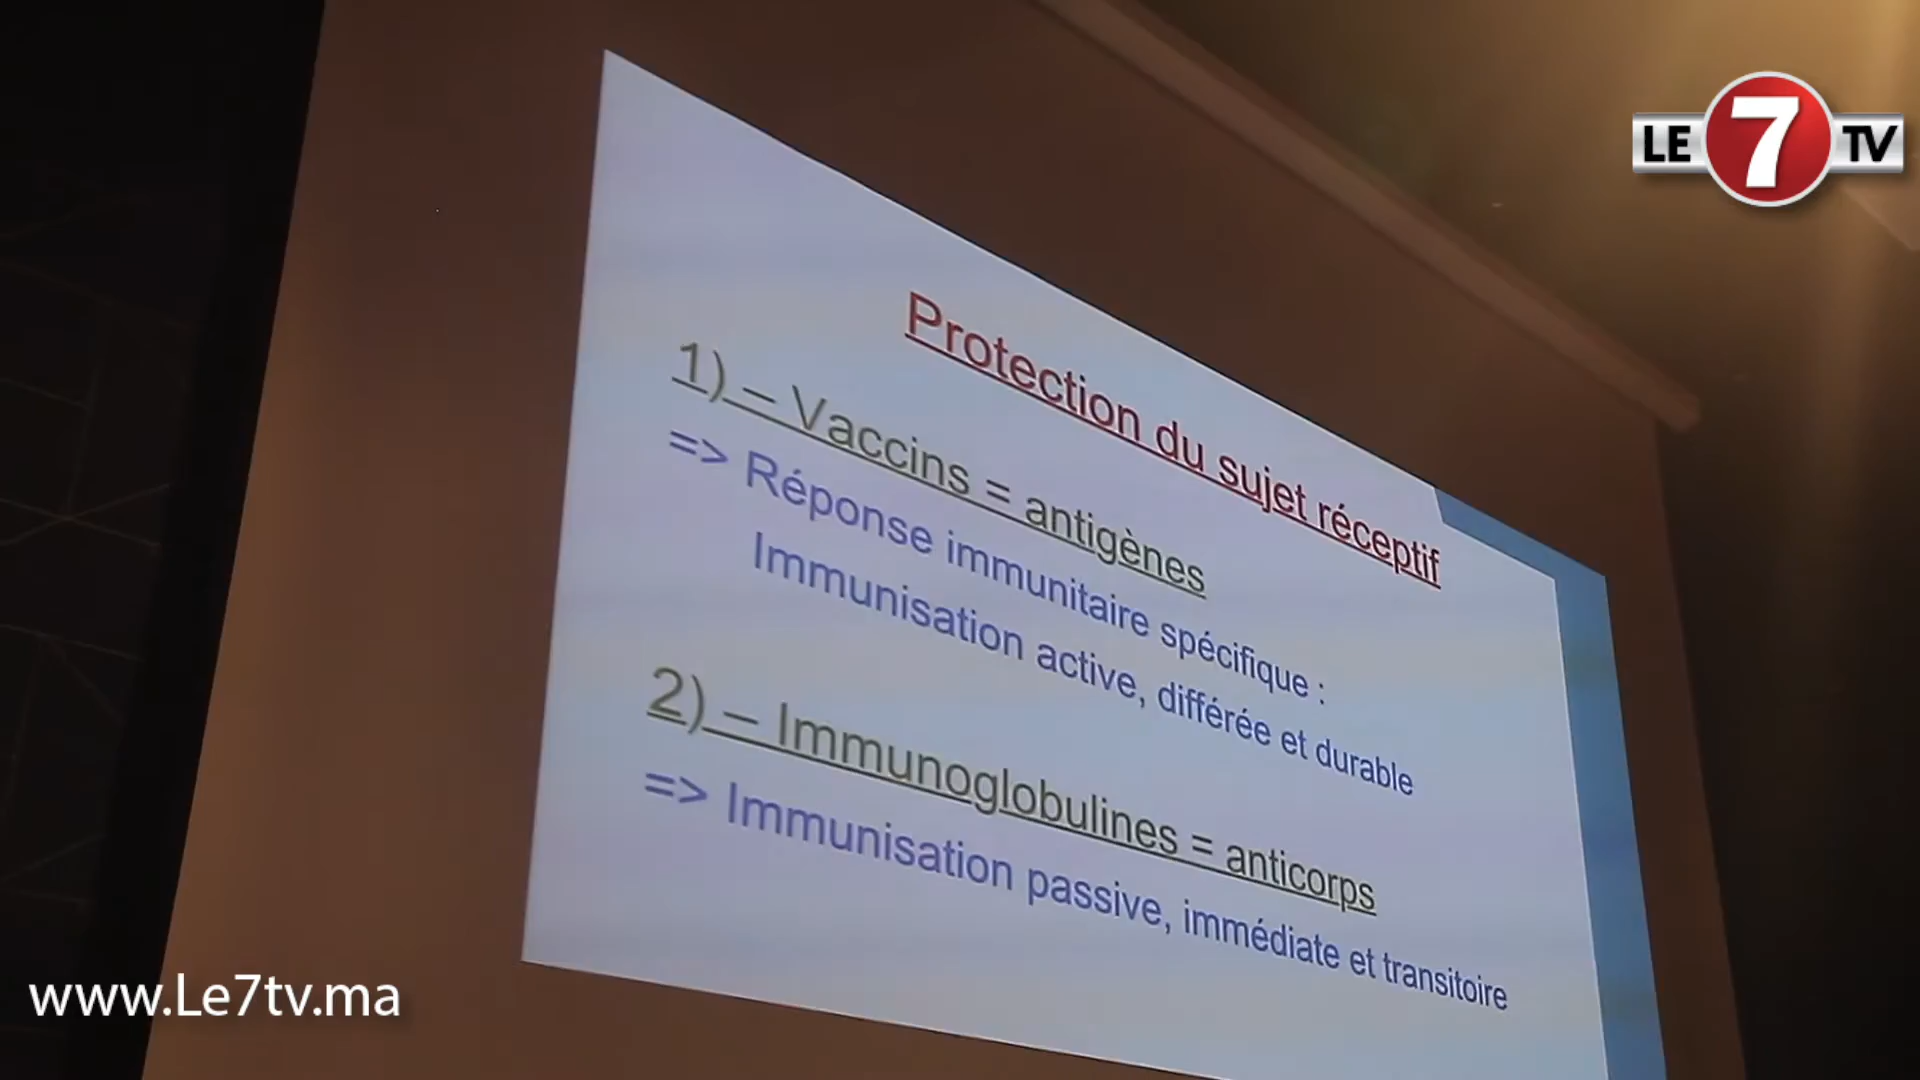 LE 7 TV
Protection du sujet réceptif
1) – Vaccins = antigènes
=> Réponse immunitaire spécifique :
Immunisation active, différée et durable
2) – Immunoglobulines = anticorps
=> Immunisation passive, immédiate et transitoire
www.Le7tv.ma